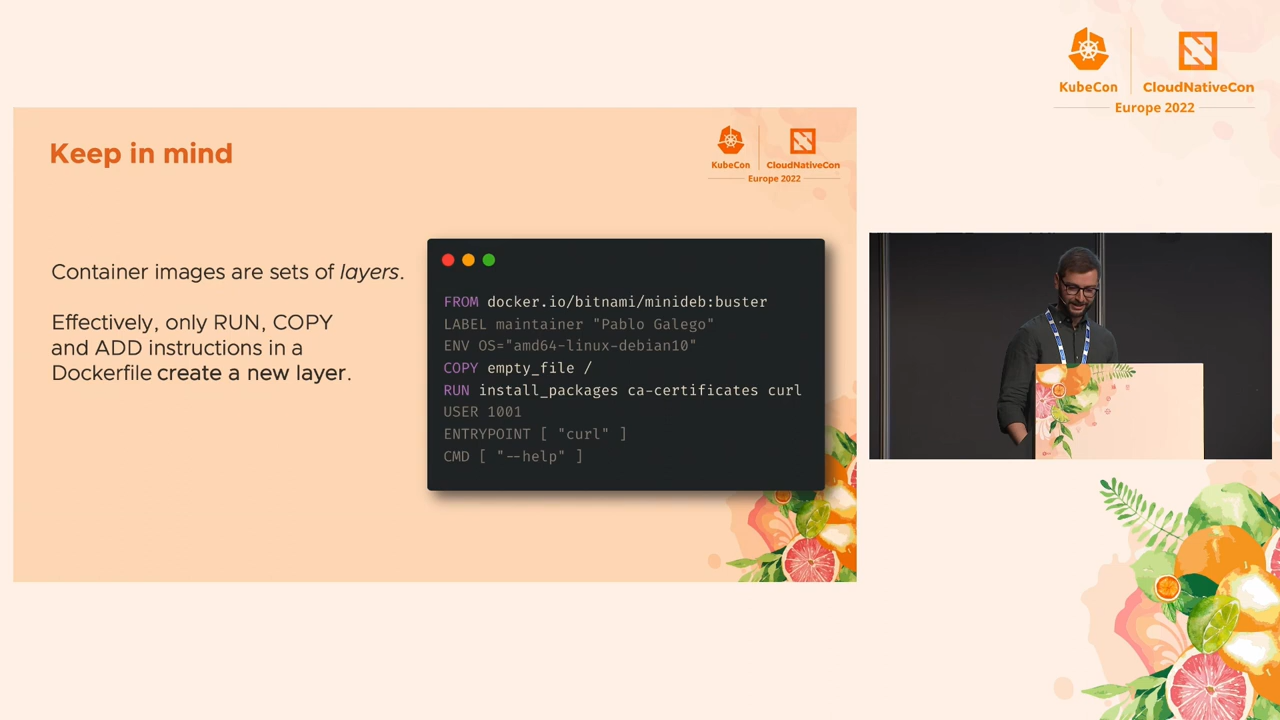 KubeCon
CloudNativeCon
Europe 2022
Keep in mind
KubeCon
CloudNativeCon
Europe 2022
Container images are sets of layers.
Effectively, only RUN, COPY
and ADD instructions in a
Dockerfile create a new layer.
FROM docker.io/bitnami/minideb:buster
LABEL maintainer "Pablo Galego"
ENV OS="amd64-linux-debian10"
COPY empty_file /
RUN install_packages ca-certificates curl
USER 1001
ENTRYPOINT [ "curl" ]
CMD [ "--help" ]